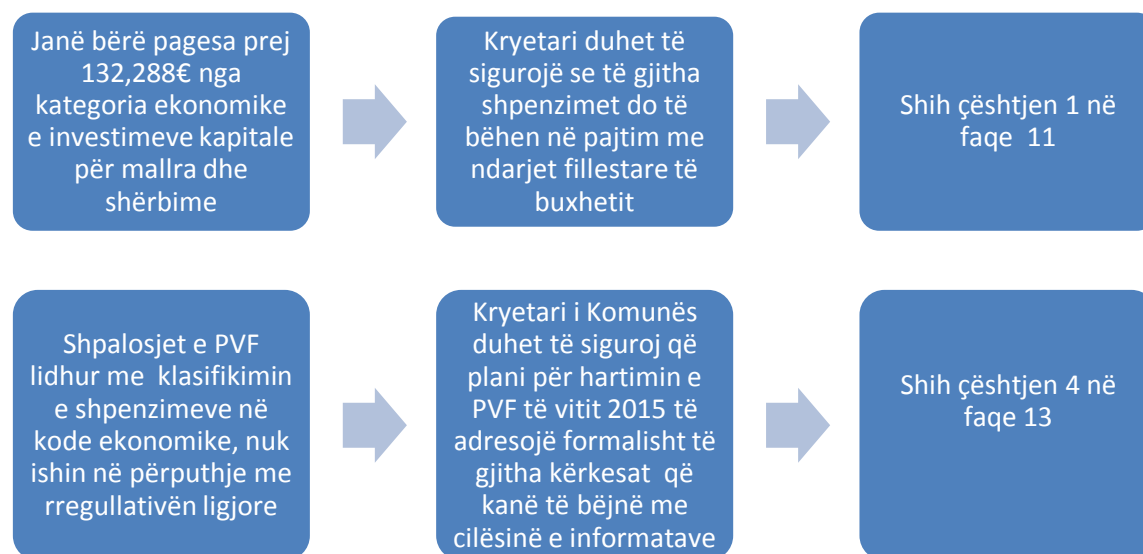 Janë bërë pagesa prej
132,288€ nga
kategoria ekonomike
e investimeve kapitale
për mallra dhe
shërbime
Kryetari duhet të
sigurojë se të gjitha
shpenzimet do të
bëhen në pajtim me
ndarjet fillestare të
buxhetit
Shih çështjen 1 në
faqe 11
Shpalosjet e PVF
lidhur me klasifikimin
e shpenzimeve në
kode ekonomike, nuk
ishin në përputhje me
rregullativën ligjore
Kryetari i Komunës
duhet të siguroj që
plani për hartimin e
PVF të vitit 2015 të
adresojë formalisht të
gjitha kërkesat që
kanë të bëjnë me
cilësinë e informatave
Shih çështjen 4 në
faqe 13